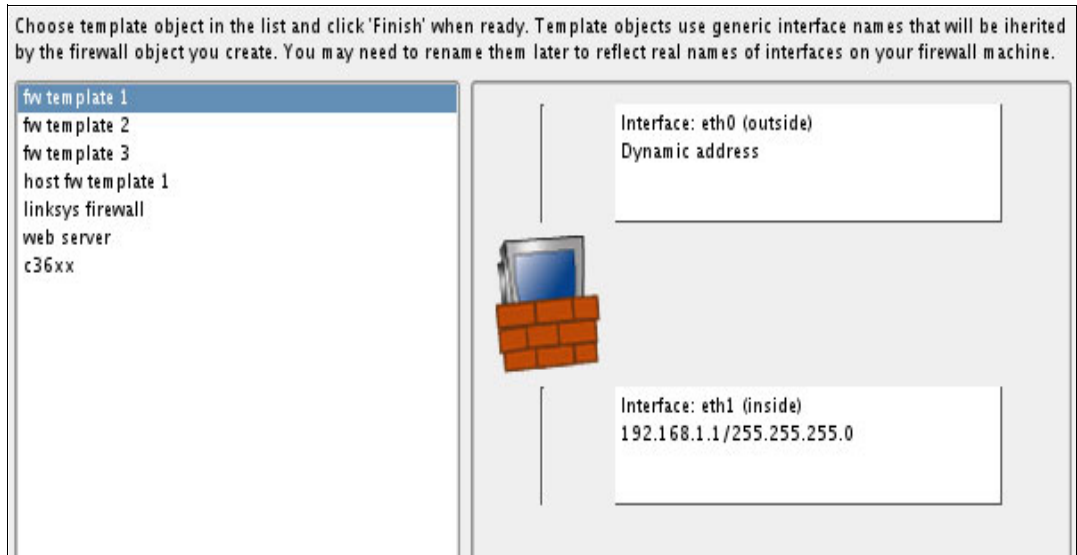 Choose template object in the list and click 'Finish' when ready. Template objects use generic interface names that will be iherited
by the firewall object you create. You may need to rename them later to reflect real names of interfaces on your firewall machine.
fw template 1
fw template 2
fw template 3
host fw template 1
linksys firewall
web server
c36xx
Interface: eth0 (outside)
Dynamic address
Interface: eth1 (inside)
192.168.1.1/255.255.255.0